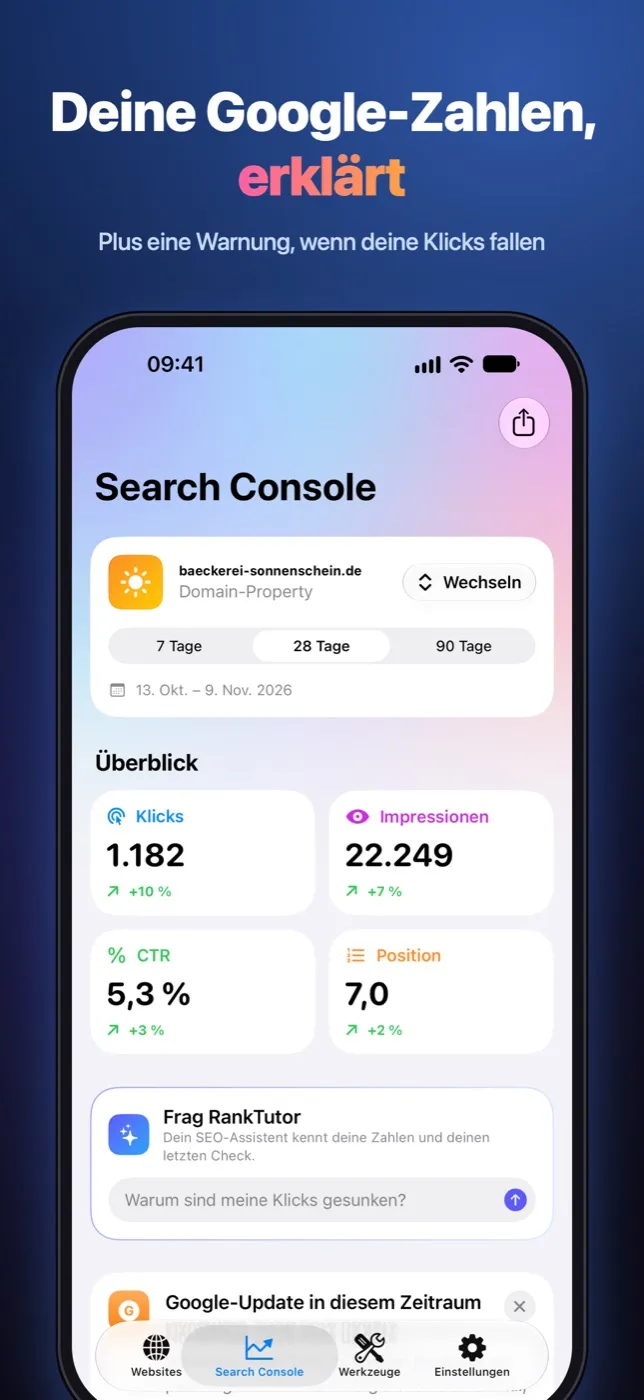 Deine Google-Zahlen,
erklärt
Plus eine Warnung, wenn deine Klicks fallen
09:41
Search Console
baeckerei-sonnenschein.de
Domain-Property
Wechseln
7 Tage
28 Tage
90 Tage
13. Okt. – 9. Nov. 2026
Überblick
Klicks
Impressionen
1.182
22.249
+10 %
+7 %
% CTR
Position
5,3 %
7,0
+3 %
+2 %
Frag RankTutor
Dein SEO-Assistent kennt deine Zahlen und deinen
letzten Check.
Warum sind meine Klicks gesunken?
G
Google-Update in diesem Zeitraum
Websites
Search Console
Werkzeuge
Einstellungen